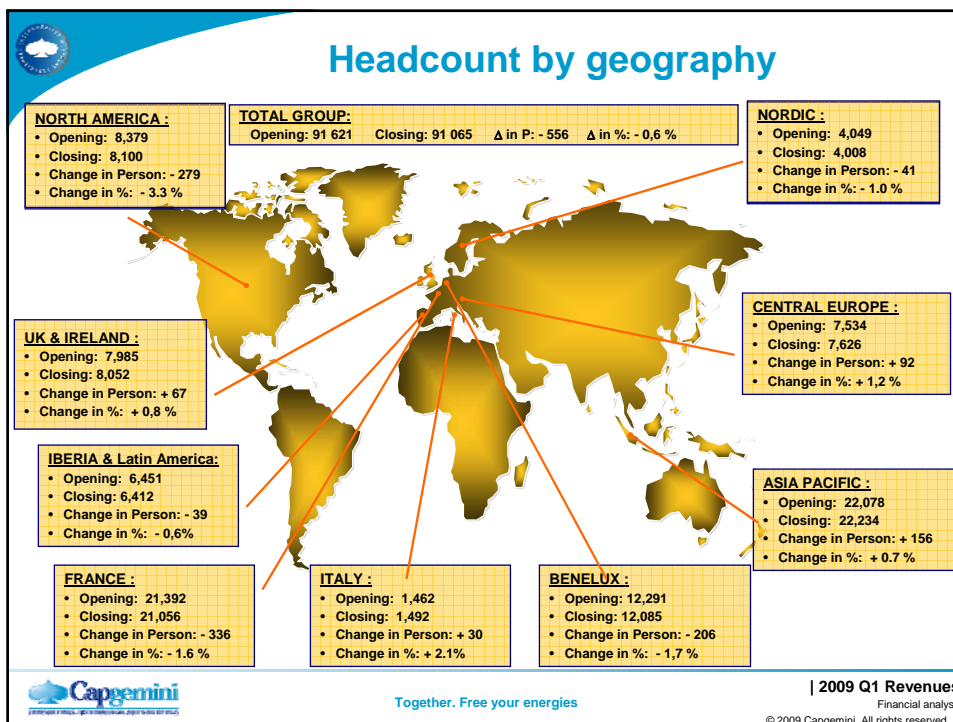 Headcount by geography
NORTH AMERICA :
• Opening: 8,379
• Closing: 8,100
• Change in Person: - 279
• Change in %: - 3.3 %
TOTAL GROUP:
Opening: 91 621 Closing: 91 065 Δ in P: - 556 Δ in %: - 0,6 %
NORDIC :
• Opening: 4,049
• Closing: 4,008
• Change in Person: - 41
• Change in %: - 1.0 %
UK & IRELAND :
• Opening: 7,985
• Closing: 8,052
• Change in Person: + 67
• Change in %: + 0,8 %
CENTRAL EUROPE :
• Opening: 7,534
• Closing: 7,626
• Change in Person: + 92
• Change in %: + 1,2 %
IBERIA & Latin America:
• Opening: 6,451
• Closing: 6,412
• Change in Person: - 39
• Change in %: - 0,6%
ASIA PACIFIC :
• Opening: 22,078
• Closing: 22,234
• Change in Person: + 156
• Change in %: + 0.7 %
FRANCE :
• Opening: 21,392
• Closing: 21,056
• Change in Person: - 336
• Change in %: - 1.6 %
ITALY :
• Opening: 1,462
• Closing: 1,492
• Change in Person: + 30
• Change in %: + 2.1%
BENELUX :
• Opening: 12,291
• Closing: 12,085
• Change in Person: - 206
• Change in %: - 1,7 %
Capgemini
Together. Free your energies
| 2009 Q1 Revenues
Financial analys
© 2009 Capgemini. All rights reserved